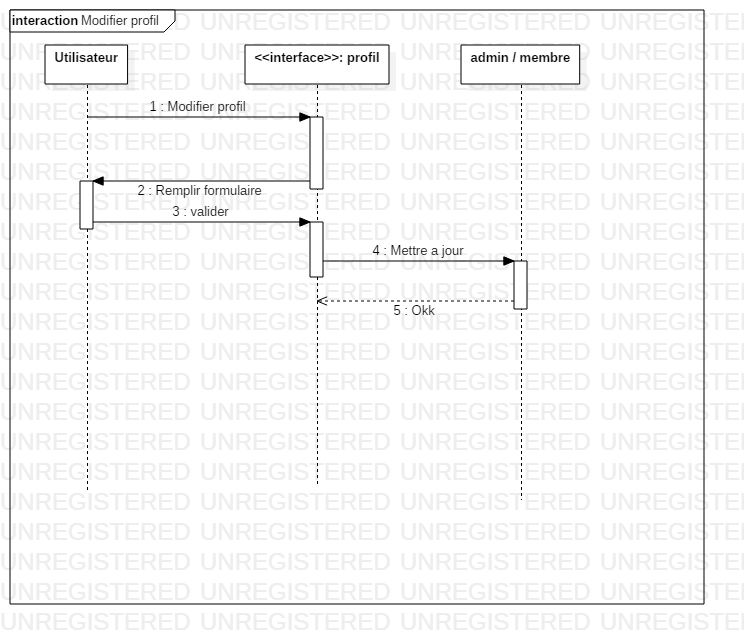 interaction Modifier profil
Utilisateur
<<interface>>: profil
admin / membre
1 : Modifier profil
2 : Remplir formulaire
3 : valider
4 : Mettre a jour
5 : Okk
UNREGISTERED UNREGISTERED UNREGISTERED UNREGISTERED